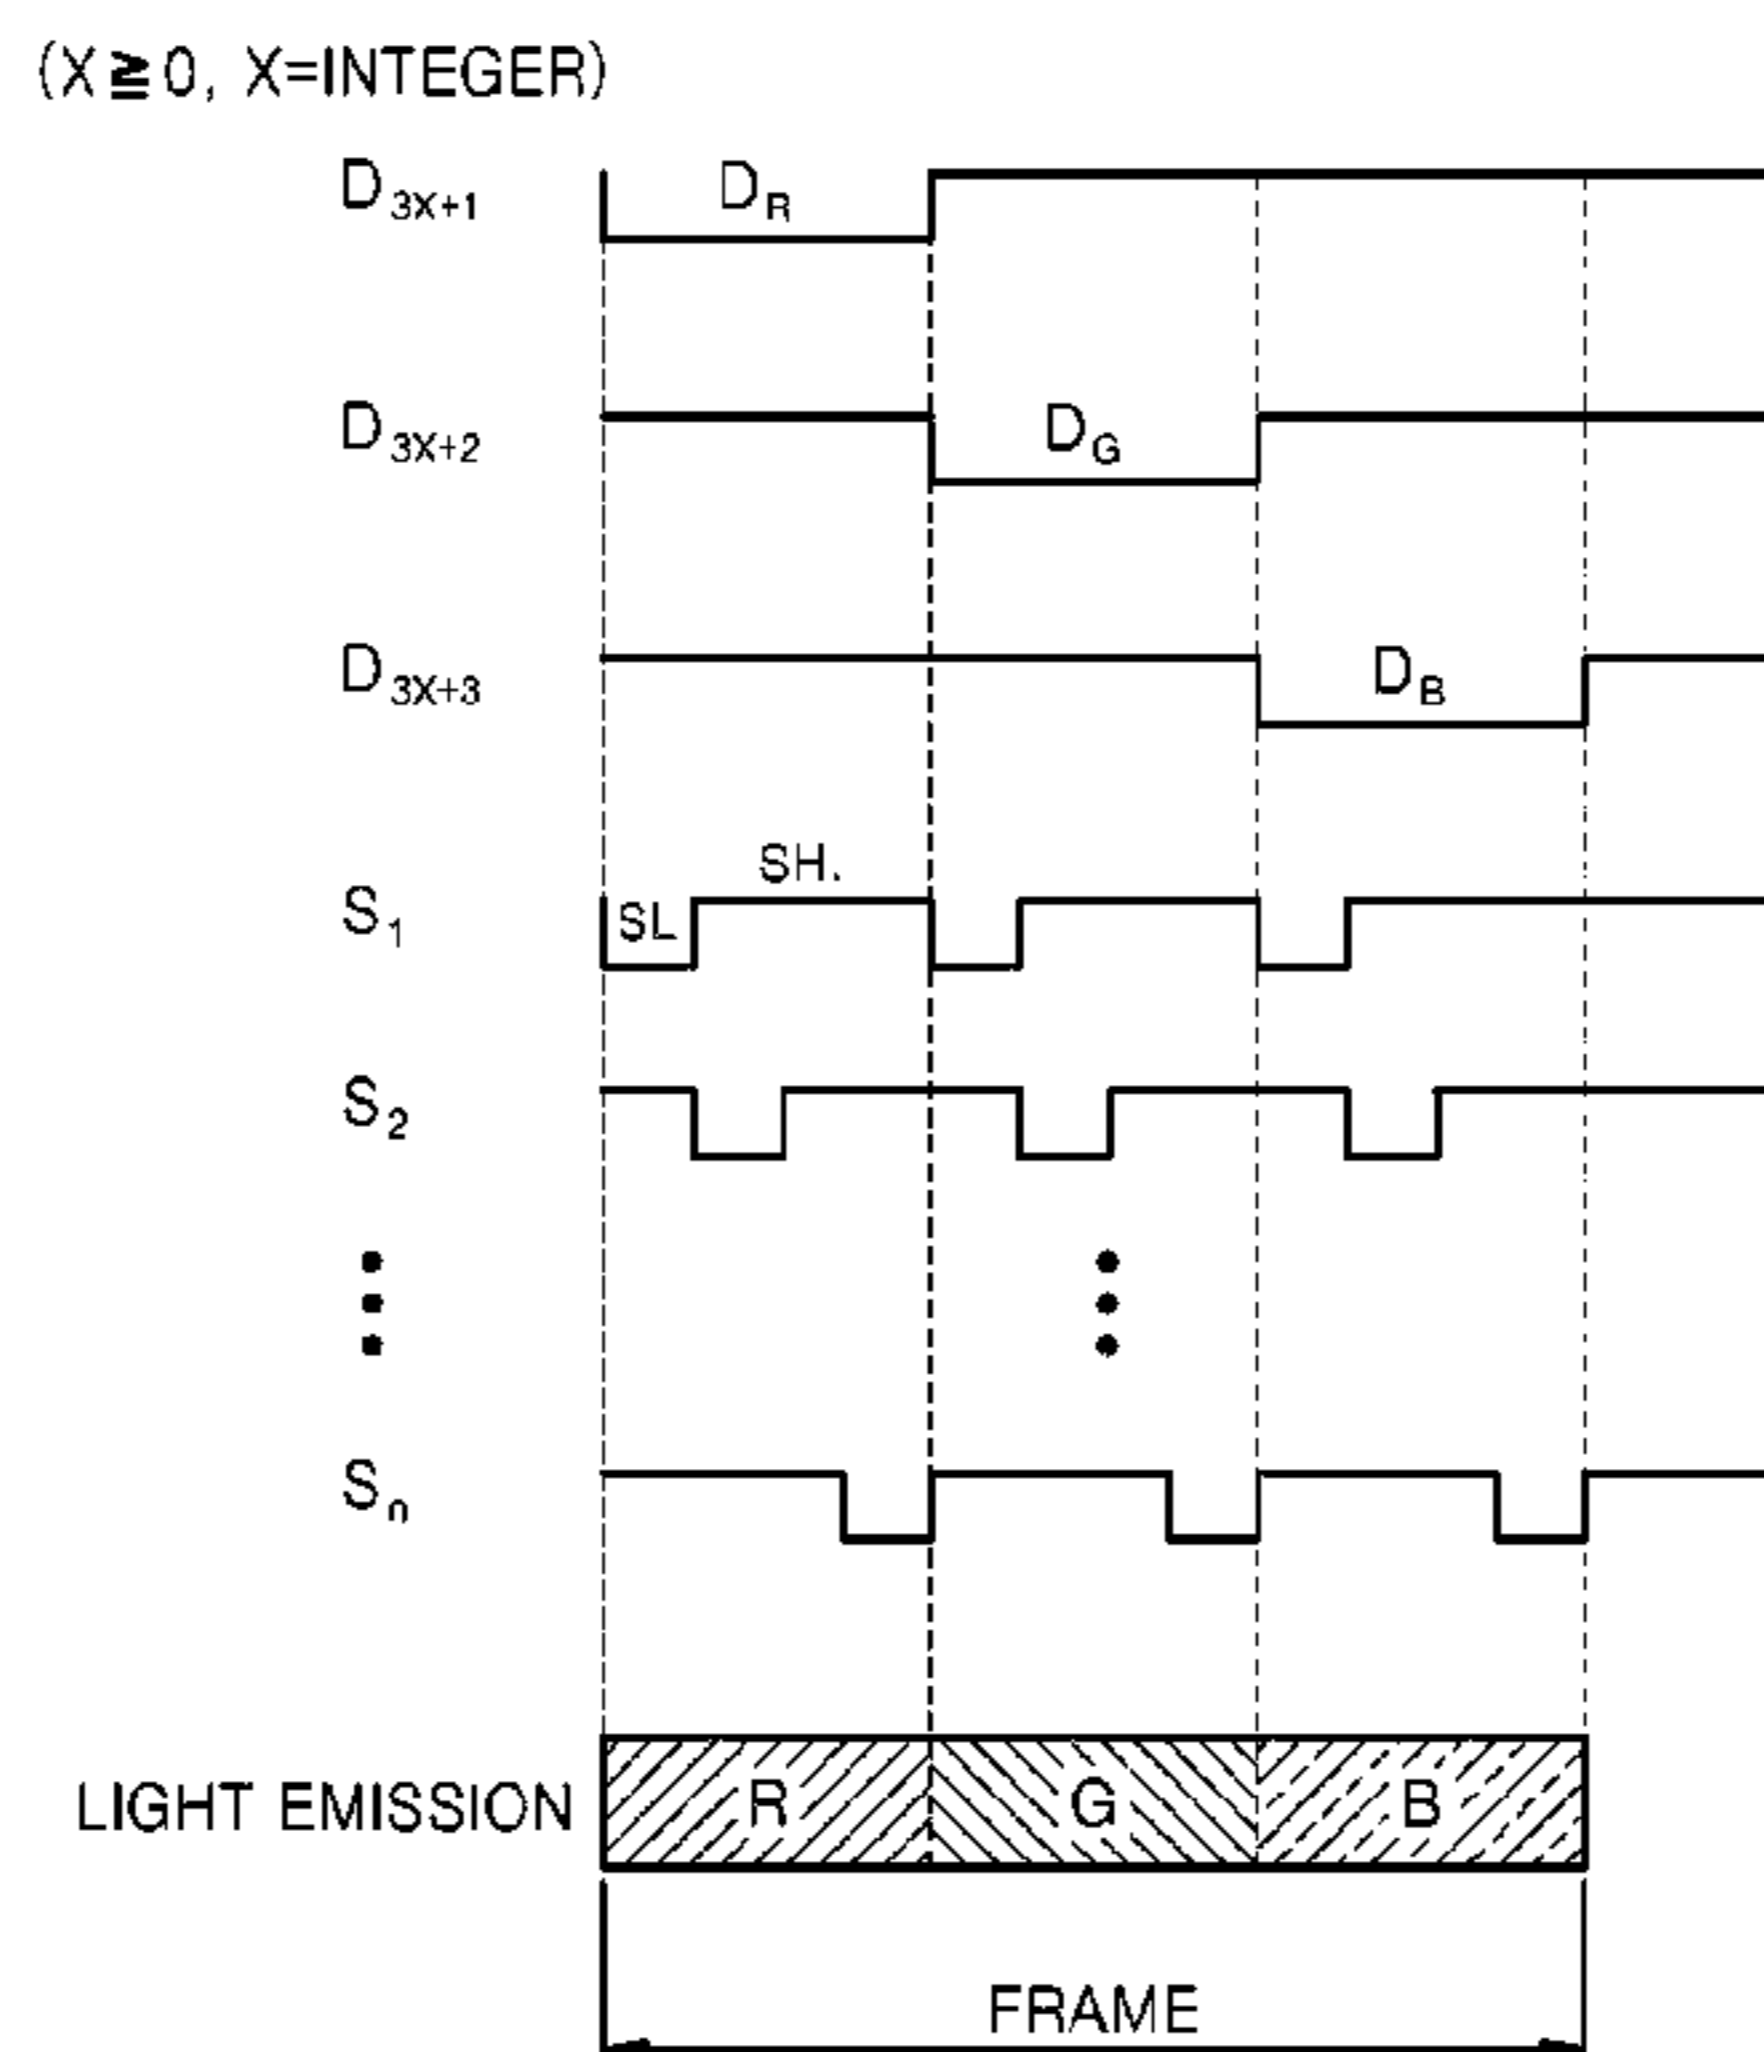 (X≧0, X=INTEGER)
D3X+1 DR
D3X+2 DG
D3X+3 DB
SH.
S1 SL
S2
Sn
LIGHT EMISSION R G B
FRAME